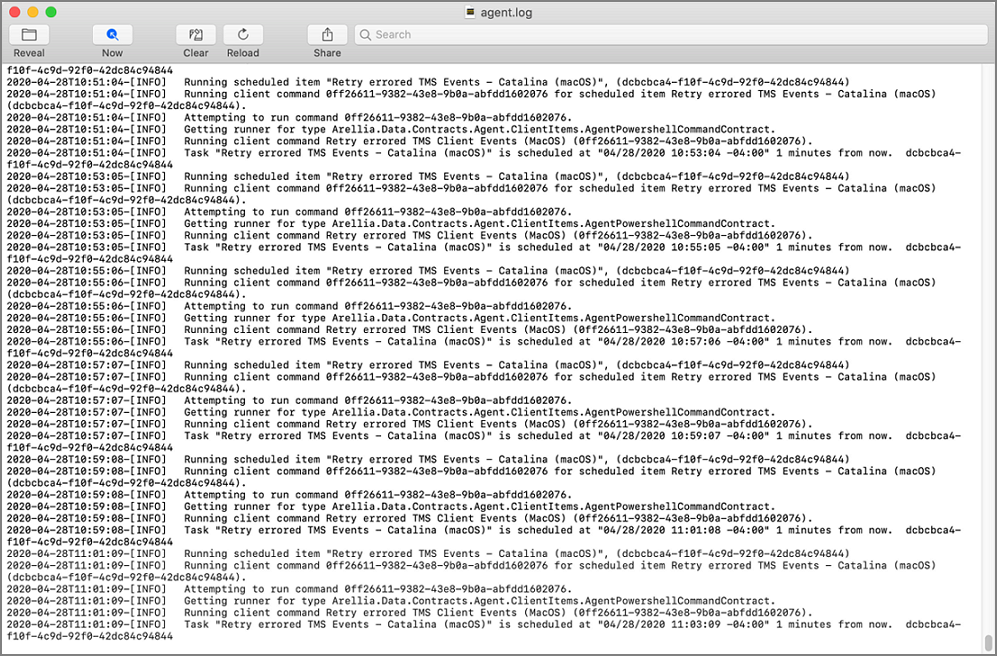 agent.log
Reveal
Now
Clear
Reload
Share
Search
f10f-4c9d-92f0-42dc84c94844
2020-04-28T10:51:04-[INFO] Running scheduled item "Retry errored TMS Events – Catalina (macOS)", (dcbcbca4-f10f-4c9d-92f0-42dc84c94844)
2020-04-28T10:51:04-[INFO] Running client command 0ff26611-9382-43e8-9b0a-abfdd1602076 for scheduled item Retry errored TMS Events – Catalina (macOS)
(dcbcbca4-f10f-4c9d-92f0-42dc84c94844).
2020-04-28T10:51:04-[INFO] Attempting to run command 0ff26611-9382-43e8-9b0a-abfdd1602076.
2020-04-28T10:51:04-[INFO] Getting runner for type Arellia.Data.Contracts.Agent.ClientItems.AgentPowershellCommandContract.
2020-04-28T10:51:04-[INFO] Running client command Retry errored TMS Client Events (MacOS) (0ff26611-9382-43e8-9b0a-abfdd1602076).
2020-04-28T10:51:04-[INFO] Task "Retry errored TMS Events – Catalina (macOS)" is scheduled at "04/28/2020 10:53:04 -04:00" 1 minutes from now. dcbcbca4-
f10f-4c9d-92f0-42dc84c94844
2020-04-28T10:53:05-[INFO] Running scheduled item "Retry errored TMS Events – Catalina (macOS)", (dcbcbca4-f10f-4c9d-92f0-42dc84c94844)
2020-04-28T10:53:05-[INFO] Running client command 0ff26611-9382-43e8-9b0a-abfdd1602076 for scheduled item Retry errored TMS Events – Catalina (macOS)
(dcbcbca4-f10f-4c9d-92f0-42dc84c94844).
2020-04-28T10:53:05-[INFO] Attempting to run command 0ff26611-9382-43e8-9b0a-abfdd1602076.
2020-04-28T10:53:05-[INFO] Getting runner for type Arellia.Data.Contracts.Agent.ClientItems.AgentPowershellCommandContract.
2020-04-28T10:53:05-[INFO] Running client command Retry errored TMS Client Events (MacOS) (0ff26611-9382-43e8-9b0a-abfdd1602076).
2020-04-28T10:53:05-[INFO] Task "Retry errored TMS Events – Catalina (macOS)" is scheduled at "04/28/2020 10:55:05 -04:00" 1 minutes from now. dcbcbca4-
f10f-4c9d-92f0-42dc84c94844
2020-04-28T10:55:06-[INFO] Running scheduled item "Retry errored TMS Events – Catalina (macOS)", (dcbcbca4-f10f-4c9d-92f0-42dc84c94844)
2020-04-28T10:55:06-[INFO] Running client command 0ff26611-9382-43e8-9b0a-abfdd1602076 for scheduled item Retry errored TMS Events – Catalina (macOS)
(dcbcbca4-f10f-4c9d-92f0-42dc84c94844).
2020-04-28T10:55:06-[INFO] Attempting to run command 0ff26611-9382-43e8-9b0a-abfdd1602076.
2020-04-28T10:55:06-[INFO] Getting runner for type Arellia.Data.Contracts.Agent.ClientItems.AgentPowershellCommandContract.
2020-04-28T10:55:06-[INFO] Running client command Retry errored TMS Client Events (MacOS) (0ff26611-9382-43e8-9b0a-abfdd1602076).
2020-04-28T10:55:06-[INFO] Task "Retry errored TMS Events – Catalina (macOS)" is scheduled at "04/28/2020 10:57:06 -04:00" 1 minutes from now. dcbcbca4-
f10f-4c9d-92f0-42dc84c94844
2020-04-28T10:57:07-[INFO] Running scheduled item "Retry errored TMS Events – Catalina (macOS)", (dcbcbca4-f10f-4c9d-92f0-42dc84c94844)
2020-04-28T10:57:07-[INFO] Running client command 0ff26611-9382-43e8-9b0a-abfdd1602076 for scheduled item Retry errored TMS Events – Catalina (macOS)
(dcbcbca4-f10f-4c9d-92f0-42dc84c94844).
2020-04-28T10:57:07-[INFO] Attempting to run command 0ff26611-9382-43e8-9b0a-abfdd1602076.
2020-04-28T10:57:07-[INFO] Getting runner for type Arellia.Data.Contracts.Agent.ClientItems.AgentPowershellCommandContract.
2020-04-28T10:57:07-[INFO] Running client command Retry errored TMS Client Events (MacOS) (0ff26611-9382-43e8-9b0a-abfdd1602076).
2020-04-28T10:57:07-[INFO] Task "Retry errored TMS Events – Catalina (macOS)" is scheduled at "04/28/2020 10:59:07 -04:00" 1 minutes from now. dcbcbca4-
f10f-4c9d-92f0-42dc84c94844
2020-04-28T10:59:08-[INFO] Running scheduled item "Retry errored TMS Events – Catalina (macOS)", (dcbcbca4-f10f-4c9d-92f0-42dc84c94844)
2020-04-28T10:59:08-[INFO] Running client command 0ff26611-9382-43e8-9b0a-abfdd1602076 for scheduled item Retry errored TMS Events – Catalina (macOS)
(dcbcbca4-f10f-4c9d-92f0-42dc84c94844).
2020-04-28T10:59:08-[INFO] Attempting to run command 0ff26611-9382-43e8-9b0a-abfdd1602076.
2020-04-28T10:59:08-[INFO] Getting runner for type Arellia.Data.Contracts.Agent.ClientItems.AgentPowershellCommandContract.
2020-04-28T10:59:08-[INFO] Running client command Retry errored TMS Client Events (MacOS) (0ff26611-9382-43e8-9b0a-abfdd1602076).
2020-04-28T10:59:08-[INFO] Task "Retry errored TMS Events – Catalina (macOS)" is scheduled at "04/28/2020 11:01:08 -04:00" 1 minutes from now. dcbcbca4-
f10f-4c9d-92f0-42dc84c94844
2020-04-28T11:01:09-[INFO] Running scheduled item "Retry errored TMS Events – Catalina (macOS)", (dcbcbca4-f10f-4c9d-92f0-42dc84c94844)
2020-04-28T11:01:09-[INFO] Running client command 0ff26611-9382-43e8-9b0a-abfdd1602076 for scheduled item Retry errored TMS Events – Catalina (macOS)
(dcbcbca4-f10f-4c9d-92f0-42dc84c94844).
2020-04-28T11:01:09-[INFO] Attempting to run command 0ff26611-9382-43e8-9b0a-abfdd1602076.
2020-04-28T11:01:09-[INFO] Getting runner for type Arellia.Data.Contracts.Agent.ClientItems.AgentPowershellCommandContract.
2020-04-28T11:01:09-[INFO] Running client command Retry errored TMS Client Events (MacOS) (0ff26611-9382-43e8-9b0a-abfdd1602076).
2020-04-28T11:01:09-[INFO] Task "Retry errored TMS Events – Catalina (macOS)" is scheduled at "04/28/2020 11:03:09 -04:00" 1 minutes from now. dcbcbca4-
f10f-4c9d-92f0-42dc84c94844